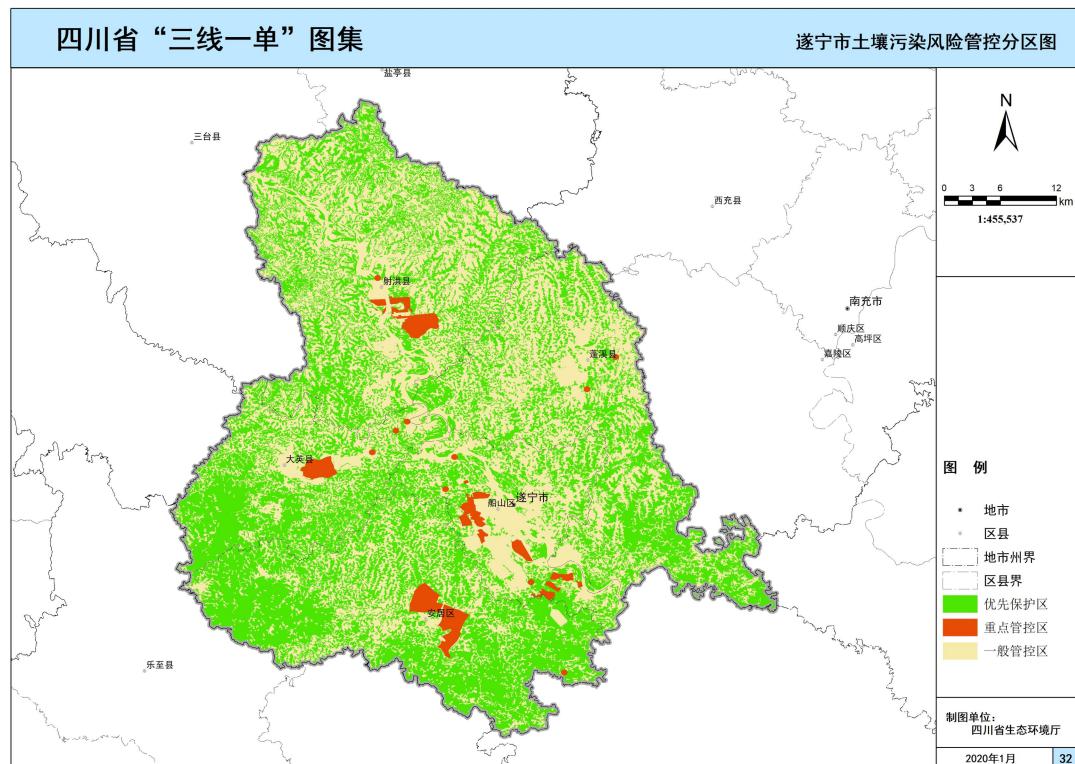 四川省“三线一单”图集
遂宁市土壤污染风险管控分区图
盐亭县
三台县
西充县
射洪县
南充市
顺庆区
高坪区
嘉陵区
蓬溪县
大英县
船山区
遂宁市
安居区
乐至县
N
0 3 6 12
km
1:455,537
图 例
地市
区县
地市州界
区县界
优先保护区
重点管控区
一般管控区
制图单位：
四川省生态环境厅
2020年1月
32